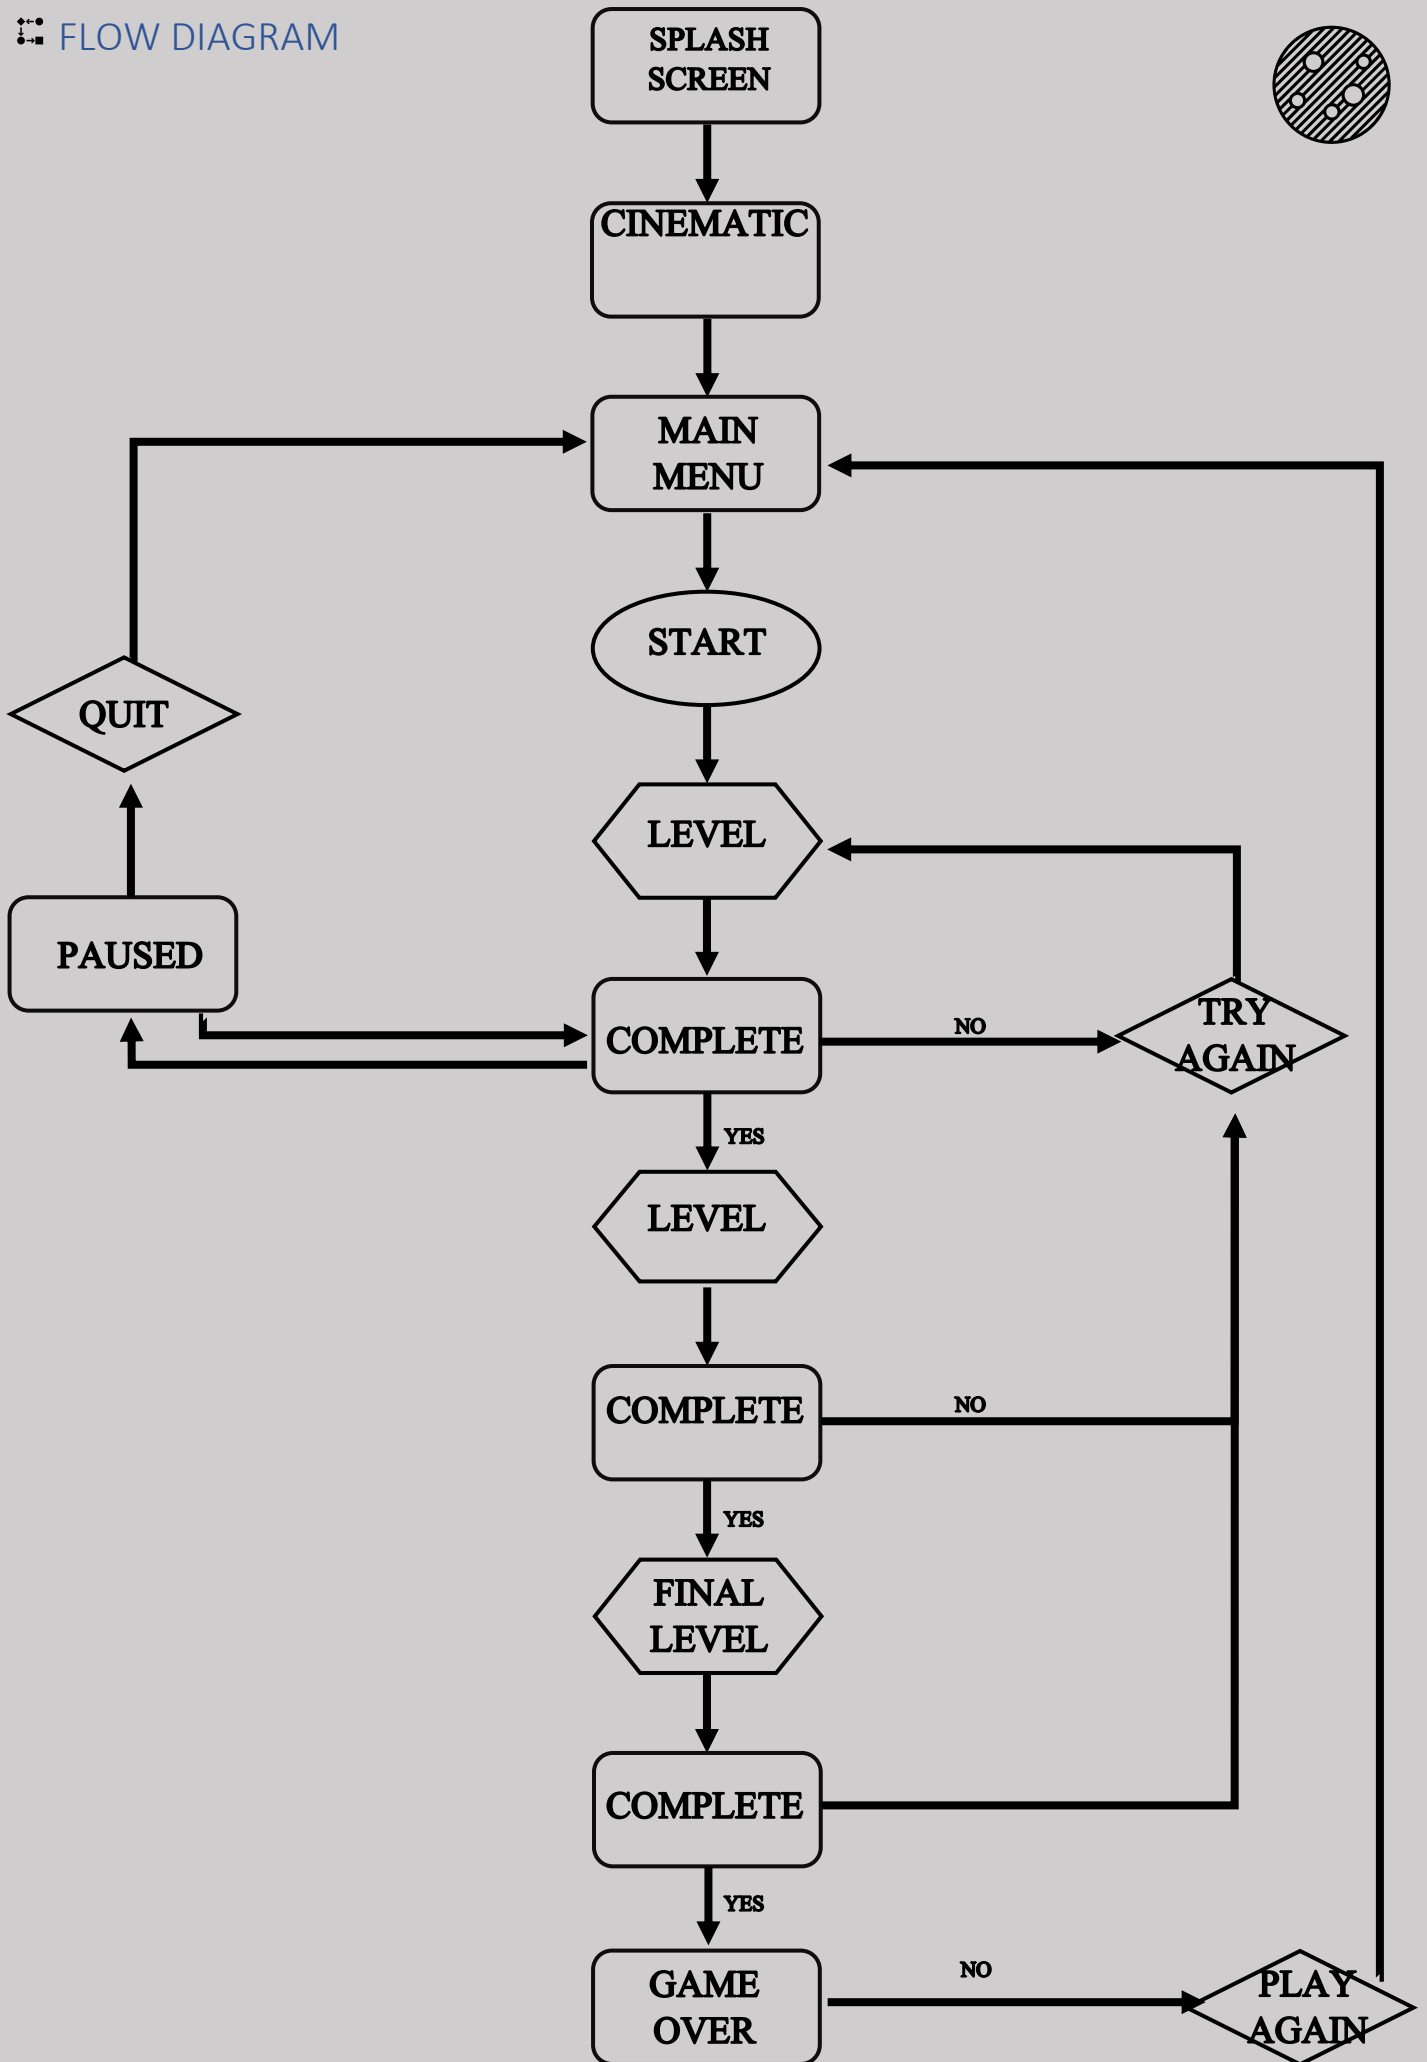 FLOW DIAGRAM
SPLASH
SCREEN
CINEMATIC
MAIN
MENU
START
QUIT
LEVEL
PAUSED
COMPLETE
NO
TRY
AGAIN
YES
LEVEL
COMPLETE
NO
YES
FINAL
LEVEL
COMPLETE
YES
GAME
OVER
NO
PLAY
AGAIN